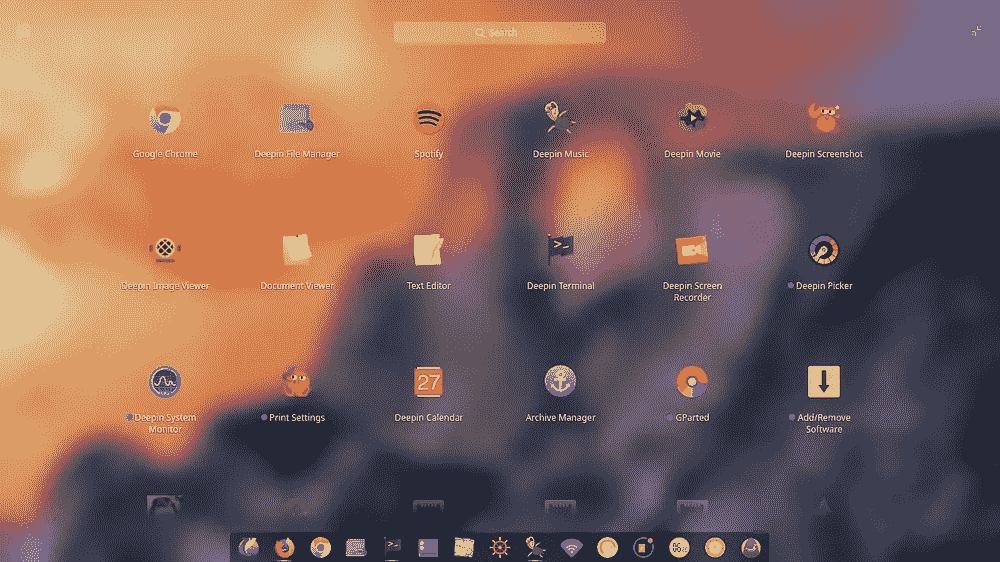 Search
Google Chrome
Deepin File Manager
Spotify
Deepin Music
Deepin Movie
Deepin Screenshot
Deepin Image Viewer
Document Viewer
Text Editor
>_
Deepin Terminal
Deepin Screen
Recorder
Deepin Picker
Deepin System
Monitor
Print Settings
27
Deepin Calendar
Archive Manager
GParted
Add/Remove
Software